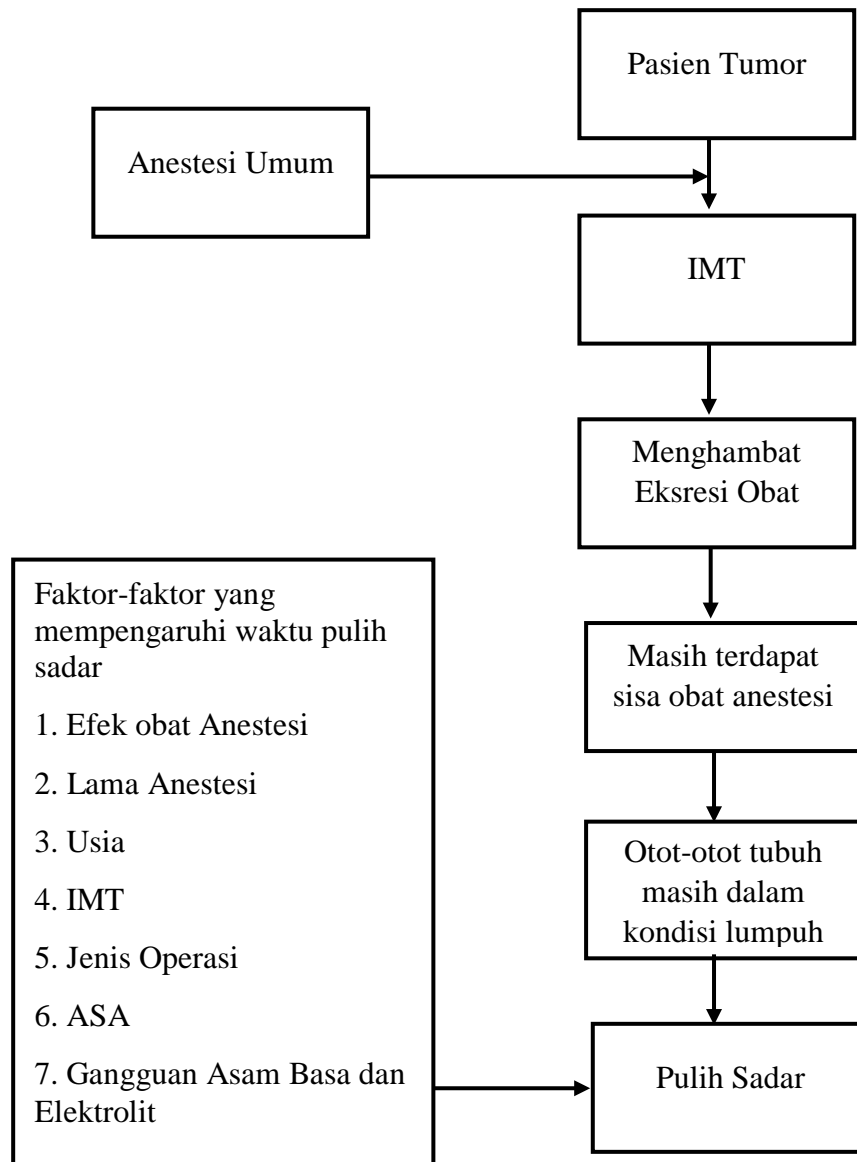 Pasien Tumor
Anestesi Umum
IMT
Menghambat
Eksresi Obat
Masih terdapat
sisa obat anestesi
Otot-otot tubuh
masih dalam
kondisi lumpuh
Faktor-faktor yang
mempengaruhi waktu pulih
sadar
1. Efek obat Anestesi
2. Lama Anestesi
3. Usia
4. IMT
5. Jenis Operasi
6. ASA
7. Gangguan Asam Basa dan
Elektrolit
Pulih Sadar